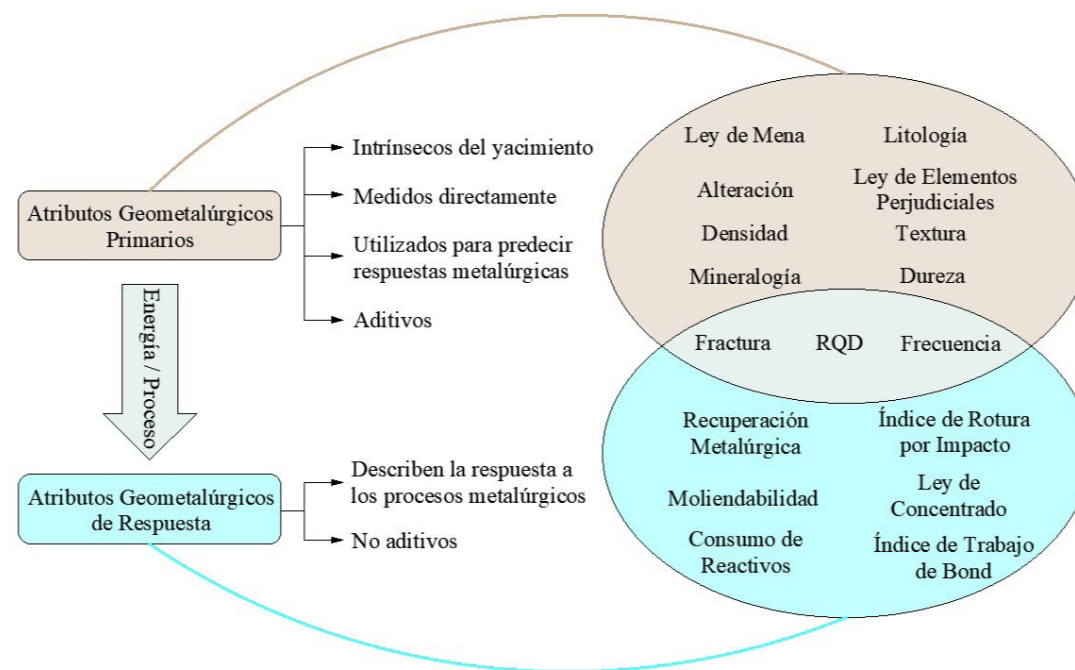 Atributos Geometalúrgicos
Primarios
Intrínsecos del yacimiento
Medidos directamente
Utilizados para predecir
respuestas metalúrgicas
Aditivos
Energía / Proceso
Atributos Geometalúrgicos
de Respuesta
Describen la respuesta a
los procesos metalúrgicos
No aditivos
Ley de Mena
Litología
Alteración
Ley de Elementos
Perjudiciales
Densidad
Textura
Mineralogía
Dureza
Fractura
RQD
Frecuencia
Recuperación
Metalúrgica
Índice de Rotura
por Impacto
Moliendabilidad
Ley de
Concentrado
Consumo de
Reactivos
Índice de Trabajo
de Bond